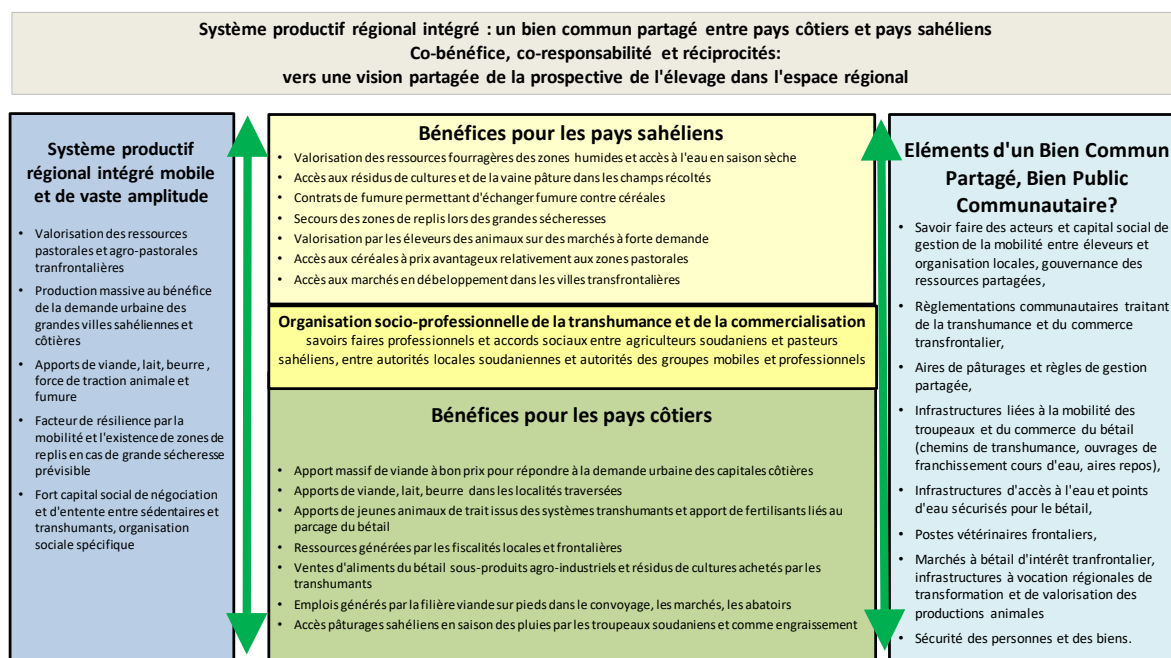 Système productif régional intégré : un bien commun partagé entre pays côtiers et pays sahéliens
Co-bénéfice, co-responsabilité et réciprocités:
vers une vision partagée de la prospective de l'élevage dans l'espace régional
Système productif
régional intégré mobile
et de vaste amplitude
• Valorisation des ressources
pastorales et agro-pastorales
tranfrontalières
• Production massive au bénéfice
de la demande urbaine des
grandes villes sahéliennes et
côtières
• Apports de viande, lait, beurre ,
force de traction animale et
fumure
• Facteur de résilience par la
mobilité et l'existence de zones de
replis en cas de grande sécheresse
prévisible
• Fort capital social de négociation
et d'entente entre sédentaires et
transhumants, organisation
sociale spécifique
Bénéfices pour les pays sahéliens
• Valorisation des ressources fourragères des zones humides et accès à l'eau en saison sèche
• Accès aux résidus de cultures et de la vaine pâture dans les champs récoltés
• Contrats de fumure permettant d'échanger fumure contre céréales
• Secours des zones de replis lors des grandes sécheresses
• Valorisation par les éleveurs des animaux sur des marchés à forte demande
• Accès aux céréales à prix avantageux relativement aux zones pastorales
• Accès aux marchés en débeloppement dans les villes transfrontalières
Organisation socio-professionnelle de la transhumance et de la commercialisation
savoirs faires professionnels et accords sociaux entre agriculteurs soudaniens et pasteurs
sahéliens, entre autorités locales soudaniennes et autorités des groupes mobiles et professionnels
Bénéfices pour les pays côtiers
• Apport massif de viande à bon prix pour répondre à la demande urbaine des capitales côtières
• Apports de viande, lait, beurre dans les localités traversées
• Apports de jeunes animaux de trait issus des systèmes transhumants et apport de fertilisants liés au
parcage du bétail
• Ressources générées par les fiscalités locales et frontalières
• Ventes d'aliments du bétail sous-produits agro-industriels et résidus de cultures achetés par les
transhumants
• Emplois générés par la filière viande sur pieds dans le convoyage, les marchés, les abatoirs
• Accès pâturages sahéliens en saison des pluies par les troupeaux soudaniens et comme engraissement
Eléments d'un Bien Commun
Partagé, Bien Public
Communautaire?
• Savoir faire des acteurs et capital social de
gestion de la mobilité entre éleveurs et
organisation locales, gouvernance des
ressources partagées,
• Règlementations communautaires traitant
de la transhumance et du commerce
transfrontalier,
• Aires de pâturages et règles de gestion
partagée,
• Infrastructures liées à la mobilité des
troupeaux et du commerce du bétail
(chemins de transhumance, ouvrages de
franchissement cours d'eau, aires repos),
• Infrastructures d'accès à l'eau et points
d'eau sécurisés pour le bétail,
• Postes vétérinaires frontaliers,
• Marchés à bétail d'intérêt tranfrontalier,
infrastructures à vocation régionales de
transformation et de valorisation des
productions animales
• Sécurité des personnes et des biens.